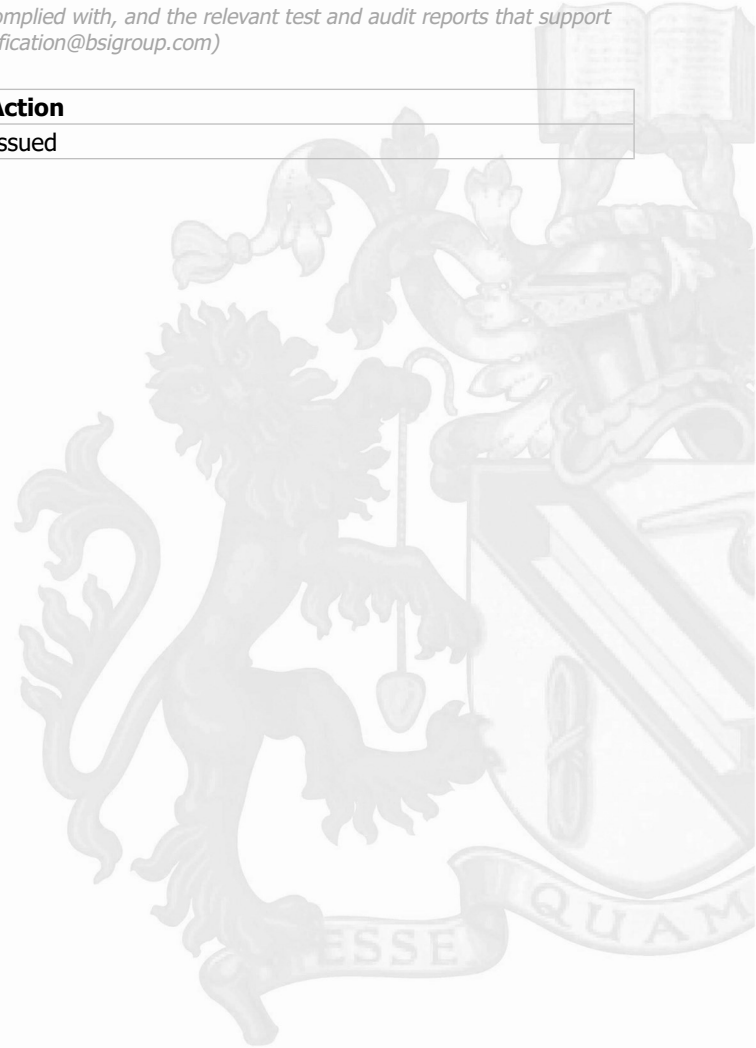 omplied with, and the relevant test and audit reports that support
fication@bsigroup.com)
Action
ssued
ESSE
QUAM